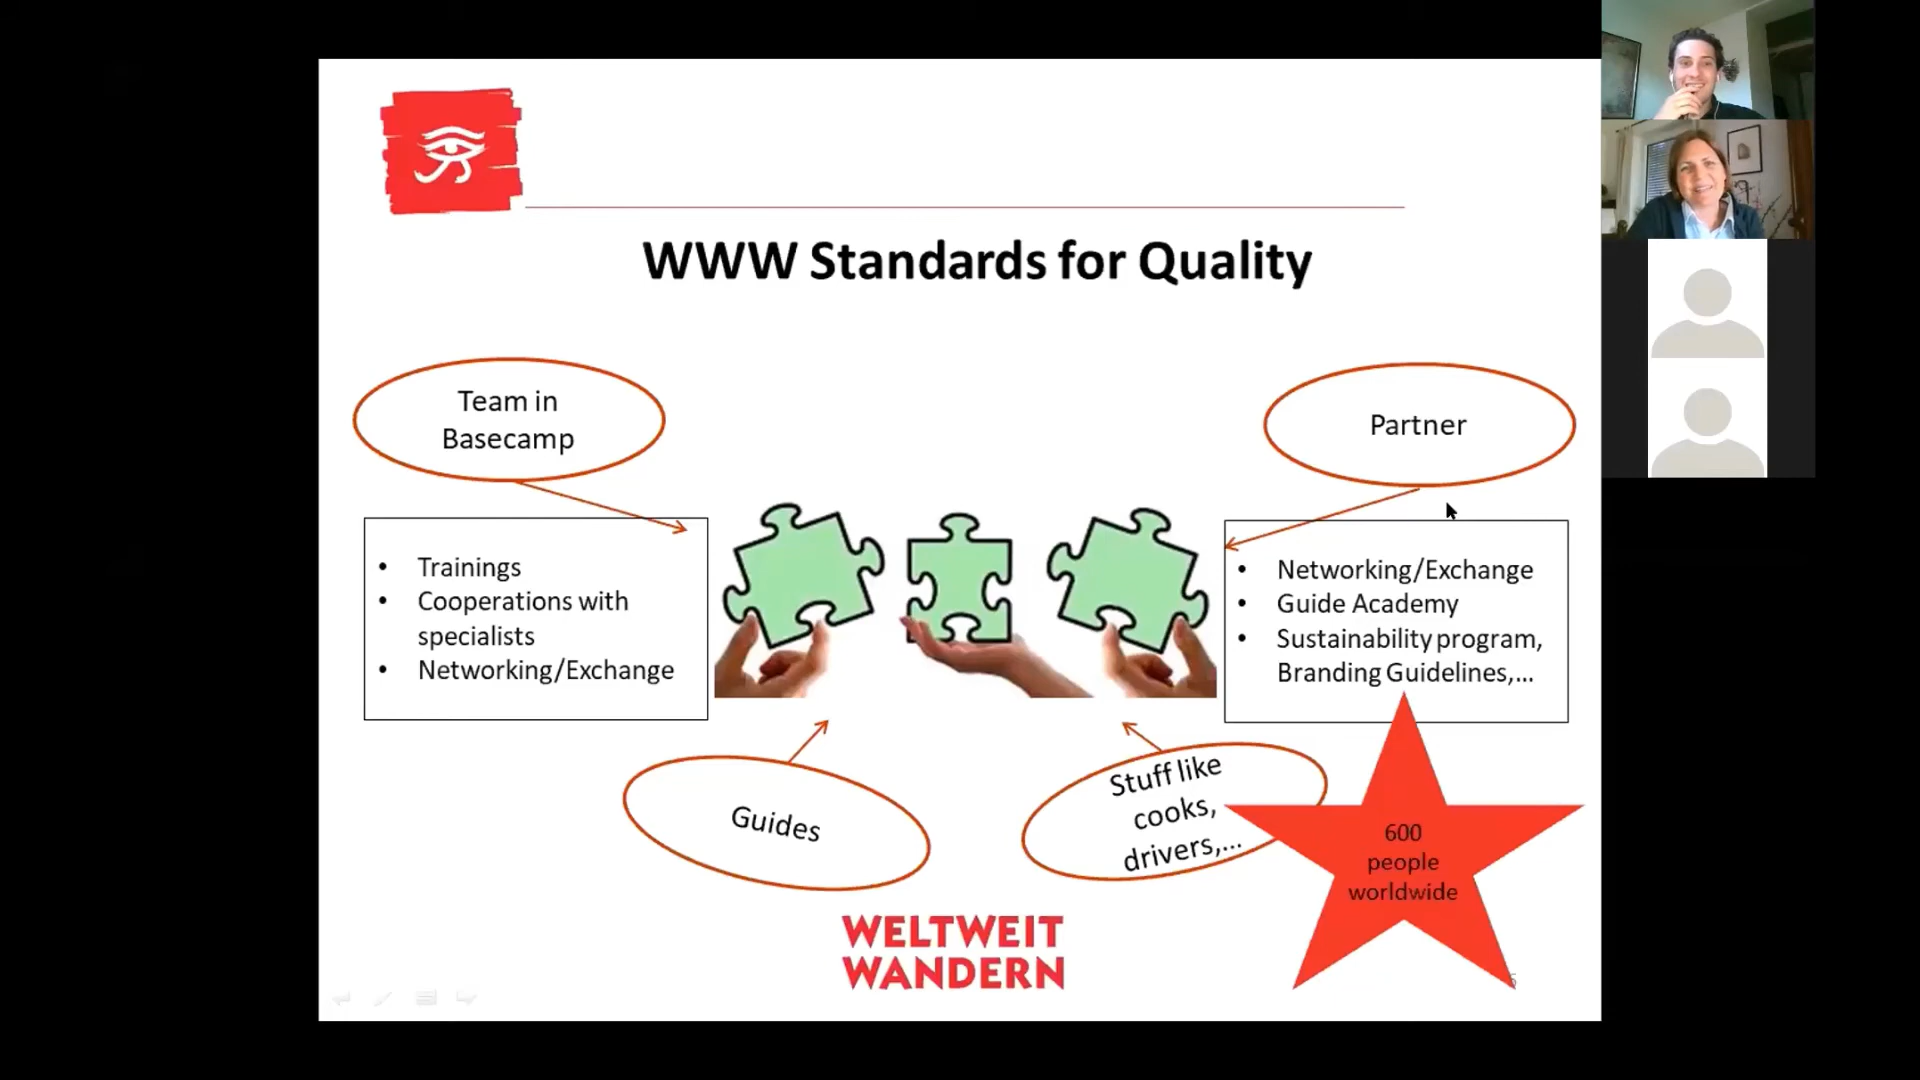 WWW Standards for Quality
Team in
Basecamp
Partner
• Trainings
• Cooperations with
specialists
• Networking/Exchange
• Networking/Exchange
• Guide Academy
• Sustainability program,
Branding Guidelines,...
Guides
Stuff like
cooks,
drivers,...
600
people
worldwide
WELTWEIT
WANDERN